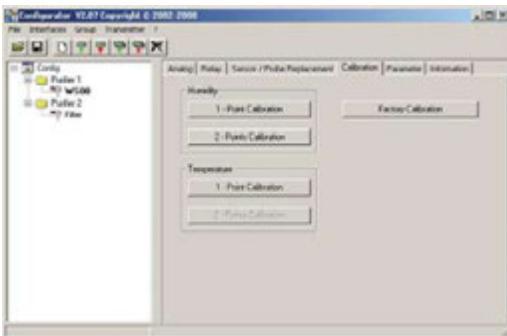 Configurator V2.07 Copyright © 2002-2008
File Interfaces Group Transmitter ?
Config
Pusher 1
WS00
Pusher 2
Filter
Analog Relay Sensor / Probe Replacement Calibration Parameter Information
Humidity
1 - Point Calibration
Factory Calibration
2 - Points Calibration
Temperature
1 - Point Calibration
2 - Points Calibration